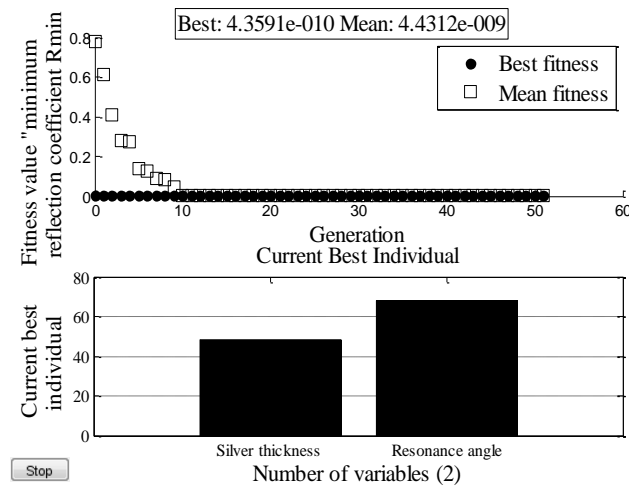 Best: 4.3591e-010 Mean: 4.4312e-009
Fitness value "minimum
reflection coefficient Rmin
0.8
0.6
0.4
0.2
0
Best fitness
Mean fitness
0 10 20 30 40 50 60
Generation
Current Best Individual
Current best
individual
80
60
40
20
0
Silver thickness Resonance angle
Number of variables (2)
Stop